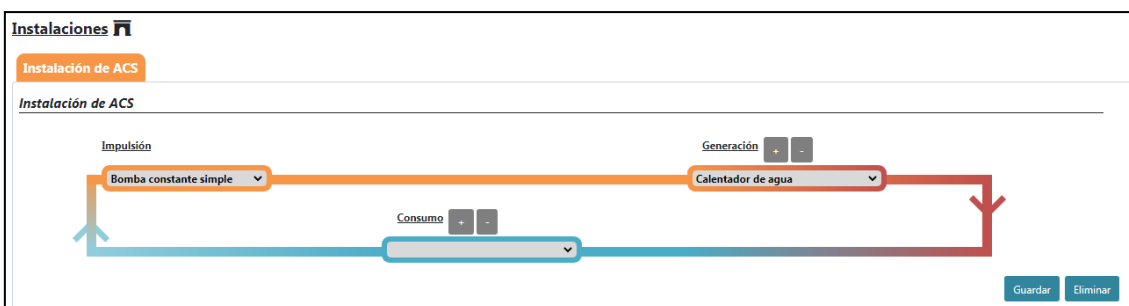 Instalaciones
Instalación de ACS
Instalación de ACS
Impulsión
Generación + -
Bomba constante simple
Calentador de agua
Consumo + -
Guardar Eliminar